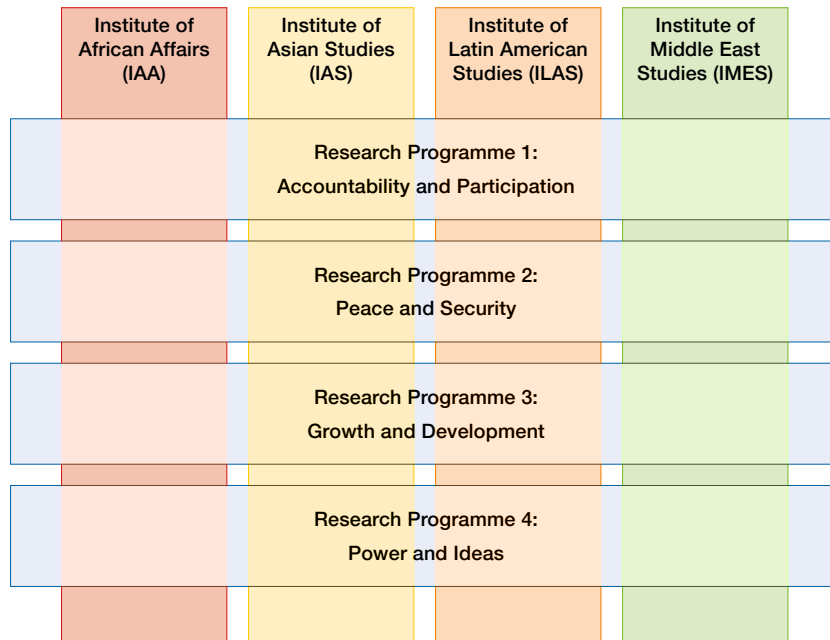 Institute of
African Affairs
(IAA)
Institute of
Asian Studies
(IAS)
Institute of
Latin American
Studies (ILAS)
Institute of
Middle East
Studies (IMES)
Research Programme 1:
Accountability and Participation
Research Programme 2:
Peace and Security
Research Programme 3:
Growth and Development
Research Programme 4:
Power and Ideas